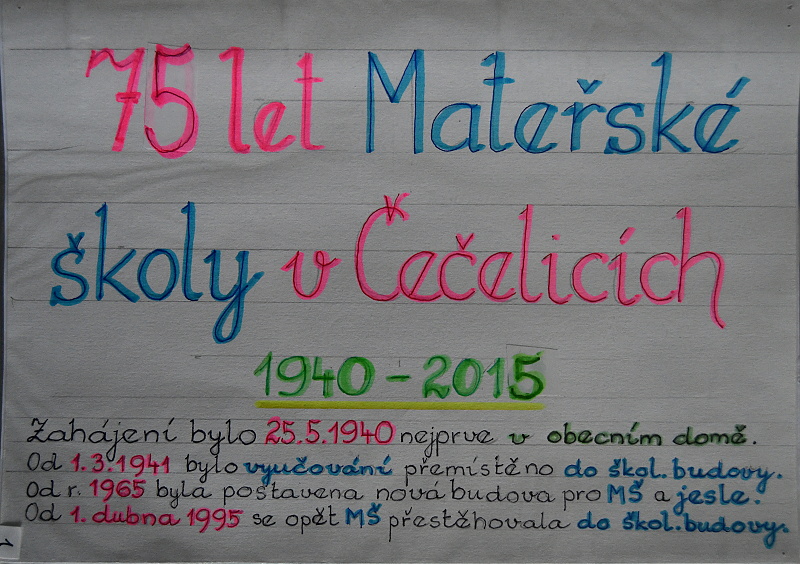 75 let Mateřské
školy v Čečelicích
1940 - 2015
Zahájení bylo 25.5.1940 nejprve v obecním domě.
Od 1.3.1941 bylo vyučování přemístěno do škol.budovy.
Od r. 1965 byla postavena nová budova pro MŠ a jesle.
Od 1. dubna 1995 se opět MŠ přestěhovala do škol.budovy.
1